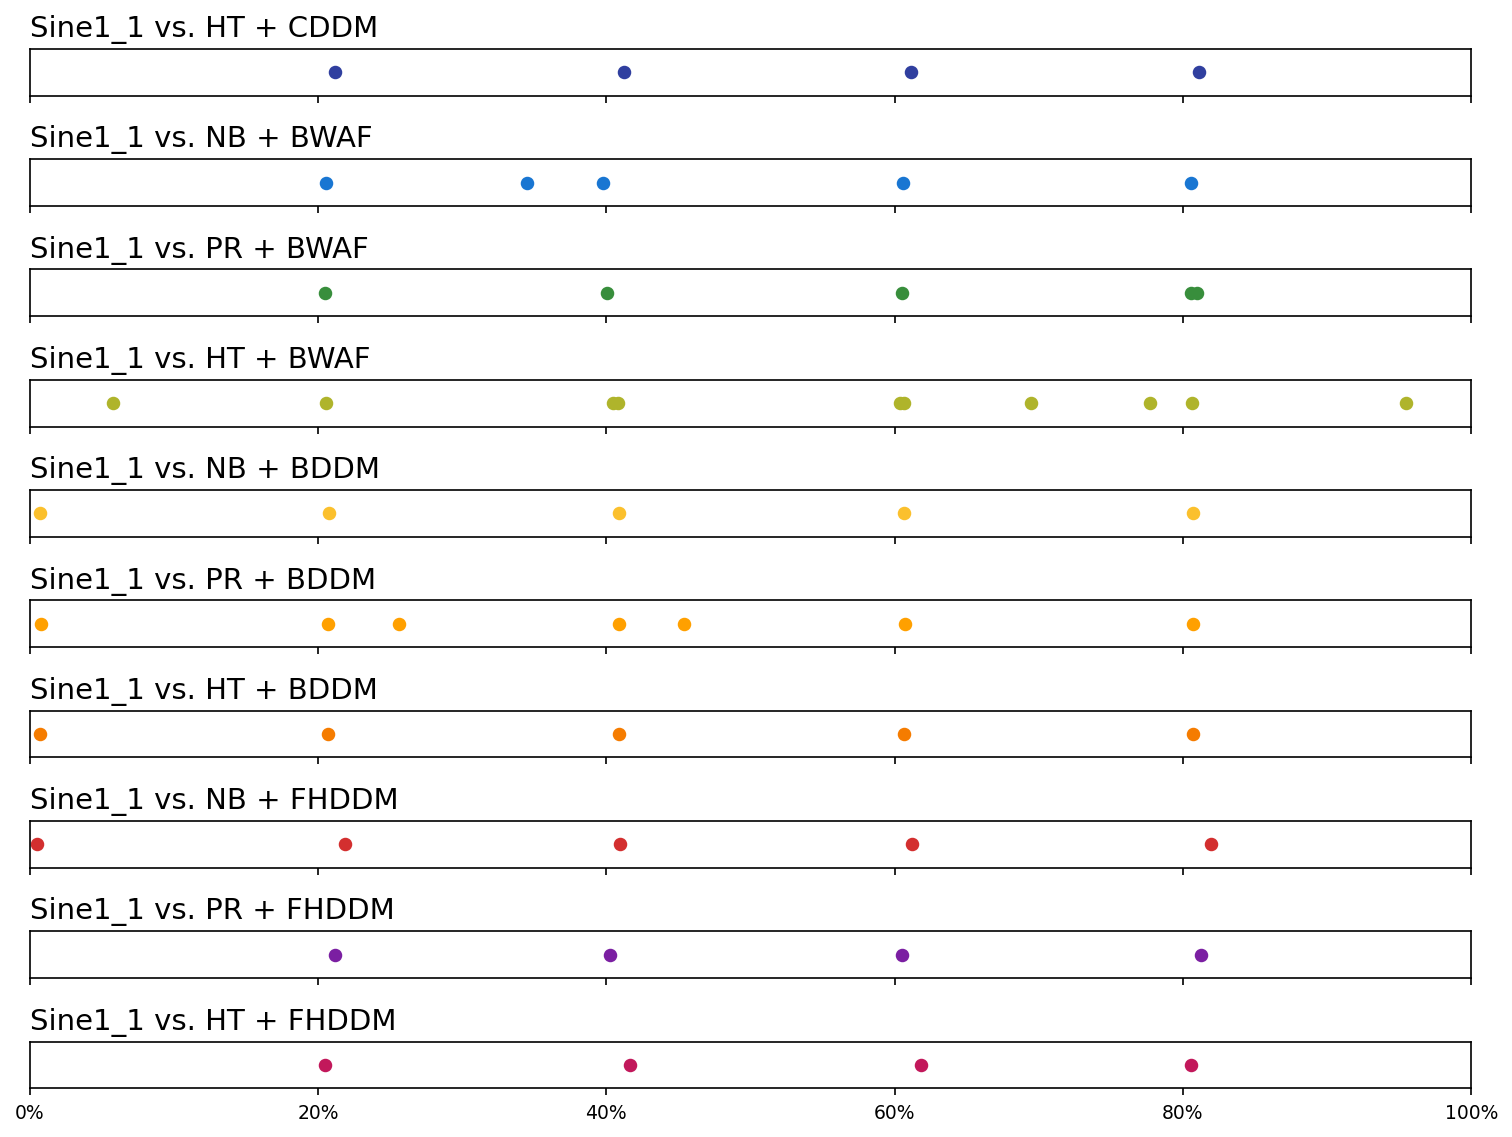 Sine1_1 vs. HT + CDDM
Sine1_1 vs. NB + BWAF
Sine1_1 vs. PR + BWAF
Sine1_1 vs. HT + BWAF
Sine1_1 vs. NB + BDDM
Sine1_1 vs. PR + BDDM
Sine1_1 vs. HT + BDDM
Sine1_1 vs. NB + FHDDM
Sine1_1 vs. PR + FHDDM
Sine1_1 vs. HT + FHDDM
0% 20% 40% 60% 80% 100%